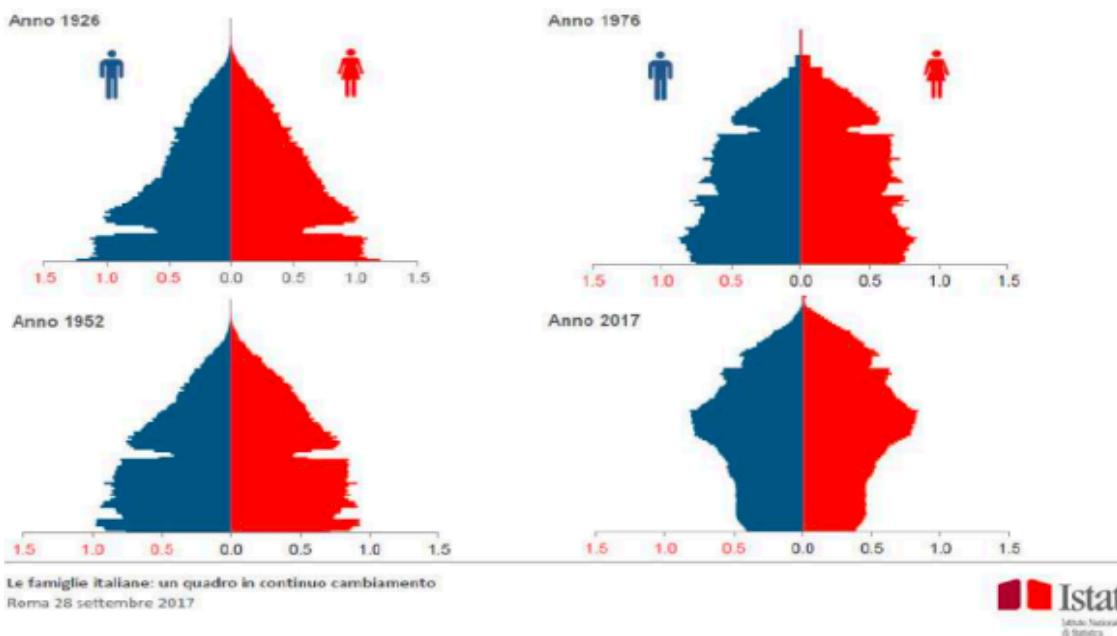 Anno 1926
1.5 1.0 0.5 0.0 0.5 1.0 1.5
Anno 1976
1.5 1.0 0.5 0.0 0.5 1.0 1.5
Anno 1952
1.5 1.0 0.5 0.0 0.5 1.0 1.5
Anno 2017
1.5 1.0 0.5 0.0 0.5 1.0 1.5
Le famiglie italiane: un quadro in continuo cambiamento
Roma 28 settembre 2017
Istat
di Statistica